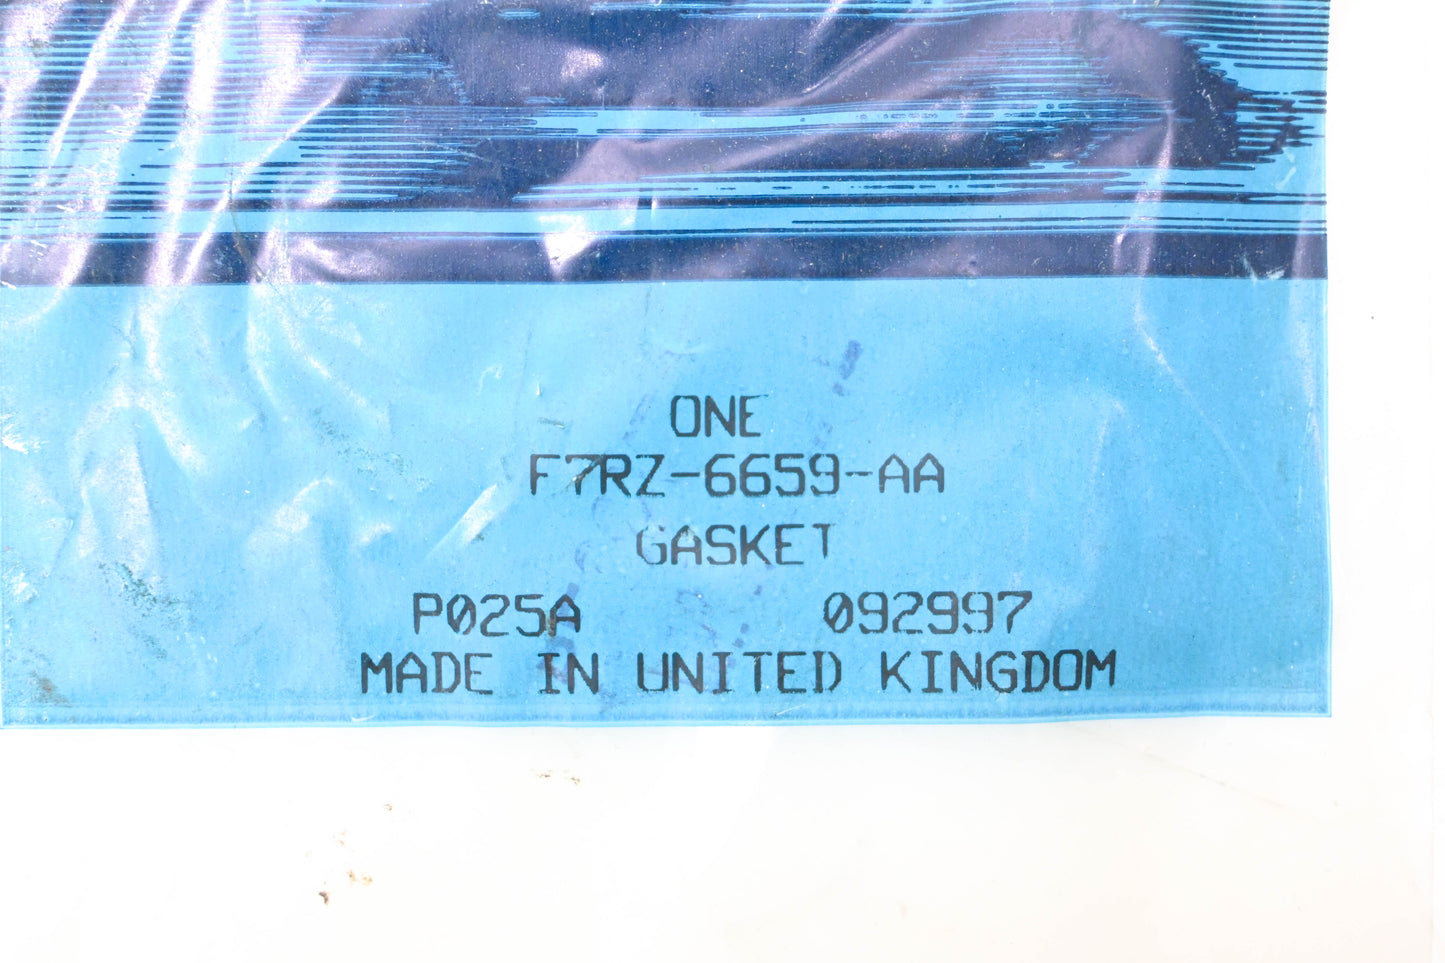 ONE
F7RZ-6659-AA
GASKET
P025A 092997
MADE IN UNITED KINGDOM